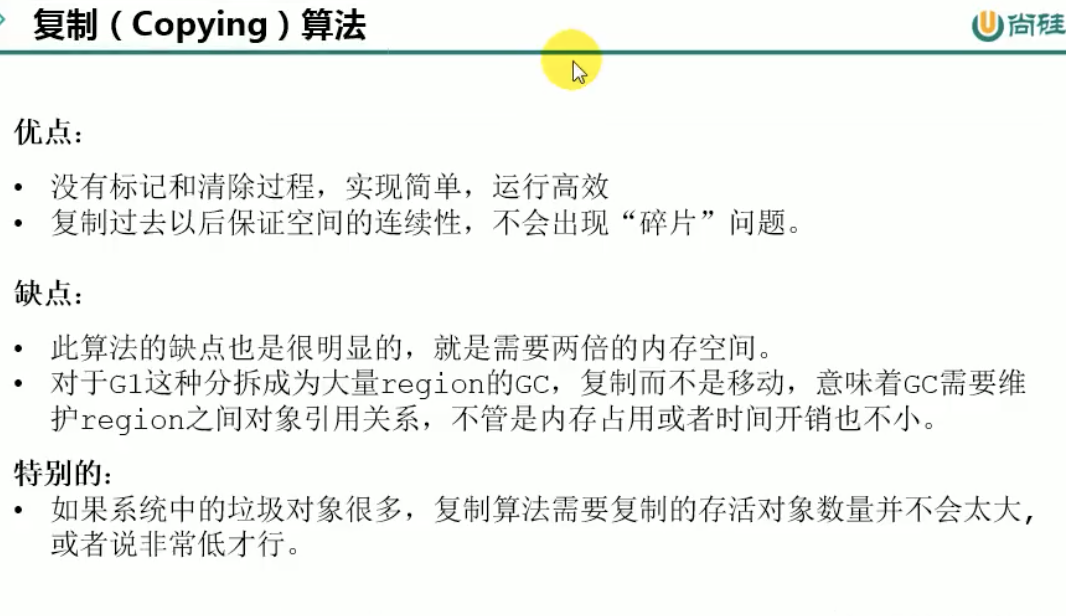 复制（Copying）算法
尚硅
优点：
• 没有标记和清除过程，实现简单，运行高效
• 复制过去以后保证空间的连续性，不会出现“碎片”问题。
缺点：
• 此算法的缺点也是很明显的，就是需要两倍的内存空间。
• 对于G1这种分拆成为大量region的GC，复制而不是移动，意味着GC需要维
护region之间对象引用关系，不管是内存占用或者时间开销也不小。
特别的：
• 如果系统中的垃圾对象很多，复制算法需要复制的存活对象数量并不会太大，
或者说非常低才行。